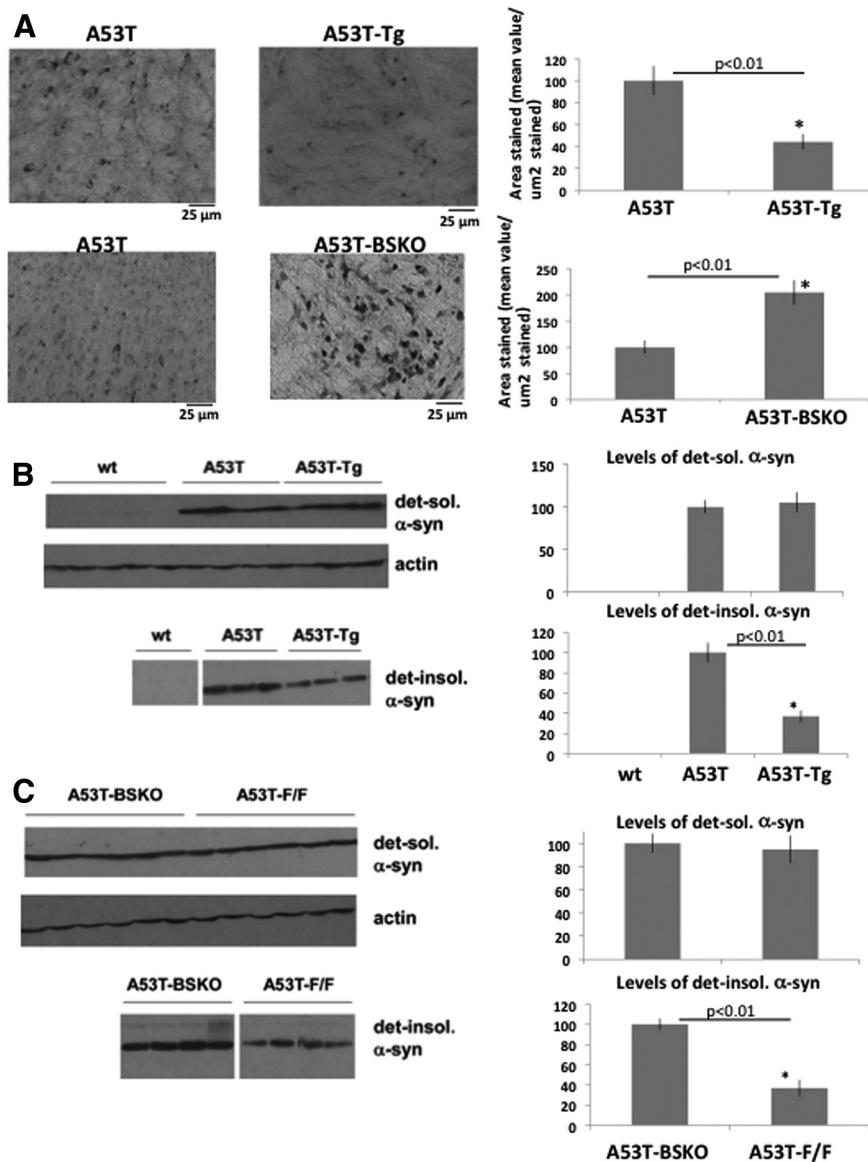 A
A53T
A53T-Tg
25 µm
25 µm
Area stained (mean value/
um2 stained)
120
100
80
60
40
20
0
p<0.01
*
A53T
A53T-Tg
A53T
A53T-BSKO
25 µm
25 µm
Area stained (mean value/
um2 stained)
250
200
150
100
50
0
p<0.01
*
A53T
A53T-BSKO
B
wt
A53T
A53T-Tg
det-sol.
α-syn
actin
Levels of det-sol. α-syn
150
100
50
0
wt
A53T
A53T-Tg
det-insol.
α-syn
Levels of det-insol. α-syn
120
100
80
60
40
20
0
p<0.01
*
wt
A53T
A53T-Tg
C
A53T-BSKO
A53T-F/F
det-sol.
α-syn
actin
Levels of det-sol. α-syn
100
80
60
40
20
0
A53T-BSKO
A53T-F/F
det-insol.
α-syn
Levels of det-insol. α-syn
120
100
80
60
40
20
0
p<0.01
*
A53T-BSKO
A53T-F/F